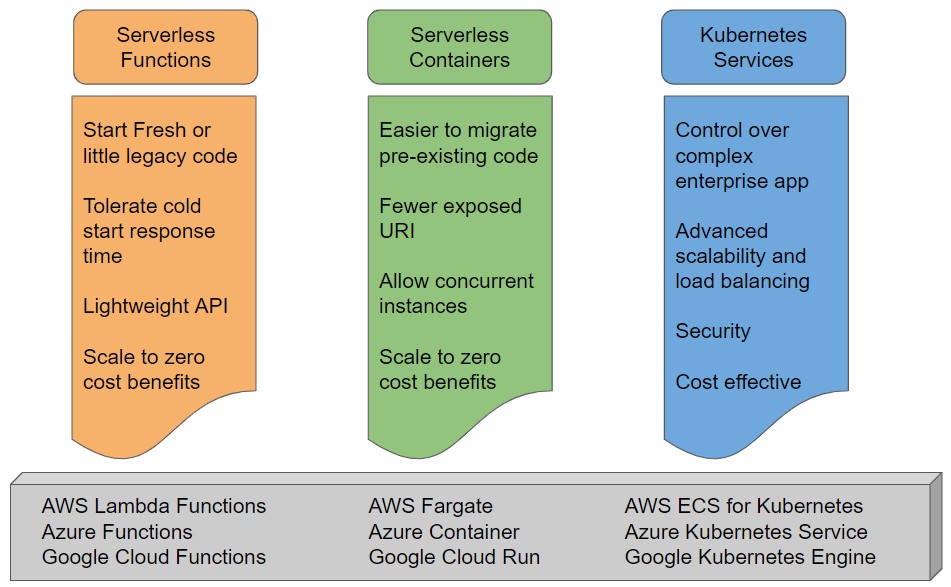 Serverless
Functions
Serverless
Containers
Kubernetes
Services
Start Fresh or
little legacy code
Tolerate cold
start response
time
Lightweight API
Scale to zero
cost benefits
Easier to migrate
pre-existing code
Fewer exposed
URI
Allow concurrent
instances
Scale to zero
cost benefits
Control over
complex
enterprise app
Advanced
scalability and
load balancing
Security
Cost effective
AWS Lambda Functions
Azure Functions
Google Cloud Functions
AWS Fargate
Azure Container
Google Cloud Run
AWS ECS for Kubernetes
Azure Kubernetes Service
Google Kubernetes Engine